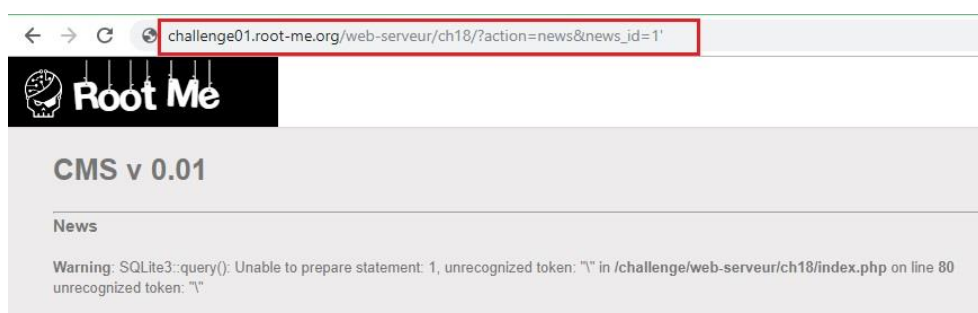 challenge01.root-me.org/web-serveur/ch18/?action=news&news_id=1'
Root Me
CMS v 0.01
News
Warning: SQLite3::query(): Unable to prepare statement: 1, unrecognized token: "\" in /challenge/web-serveur/ch18/index.php on line 80
unrecognized token: "\"